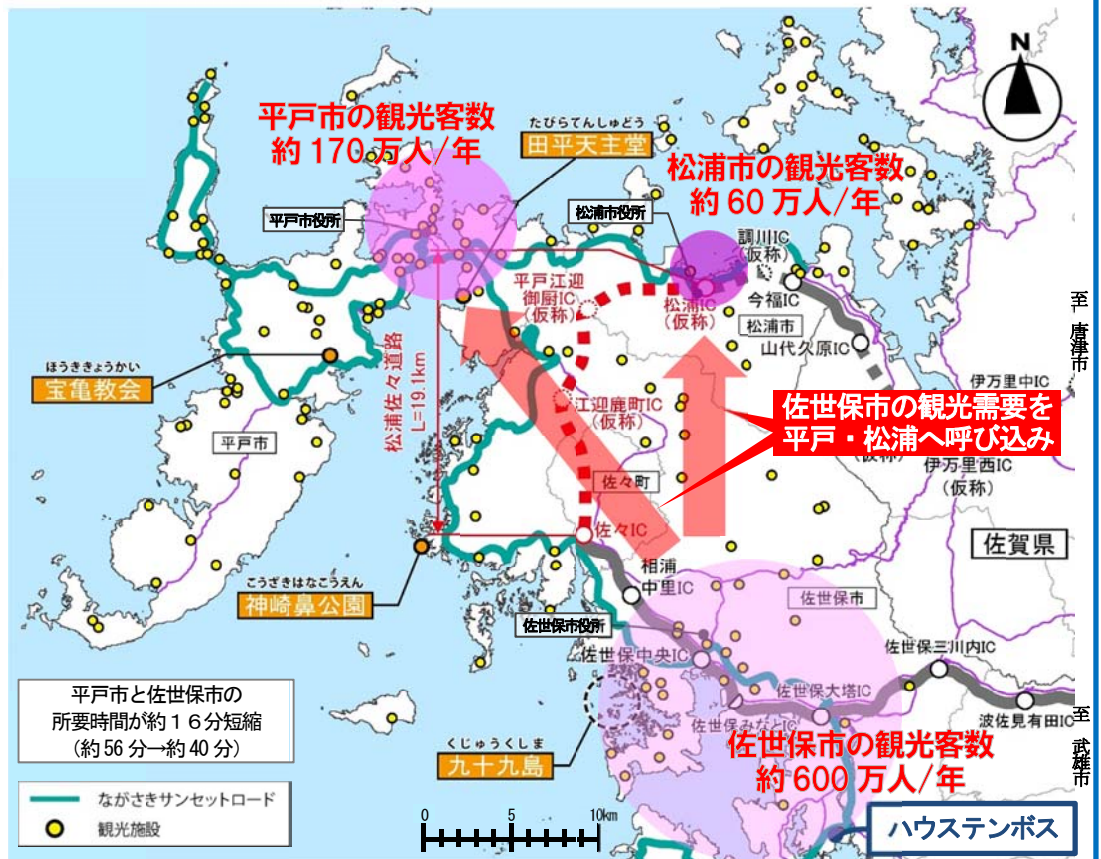 N
平戸市の観光客数
約 170 万人/年
たびらてんしゅどう
田平天主堂
松浦市の観光客数
約 60 万人/年
平戸市役所
松浦市役所
調川IC
(仮称)
平戸江迎
御厨IC
(仮称)
松浦IC
(仮称)
今福IC
松浦市
山代久原IC
至 唐津市
ほうききょうかい
宝亀教会
松浦佐々道路
L=19.1km
江迎鹿町IC
(仮称)
伊万里中IC
佐世保市の観光需要を
平戸・松浦へ呼び込み
(仮称)
伊万里西IC
(仮称)
平戸市
佐々町
佐々IC
佐賀県
相浦
中里IC
こうざきはなこうえん
神崎鼻公園
佐世保市
佐世保市役所
佐世保中央IC
佐世保三川内IC
佐世保大塔IC
佐世保みなとIC
波佐見有田IC
至 武雄市
平戸市と佐世保市の
所要時間が約16分短縮
(約 56 分→約 40 分)
くじゅうくしま
九十九島
佐世保市の観光客数
約 600 万人/年
ながさきサンセットロード
観光施設
0 5 10km
ハウステンボス